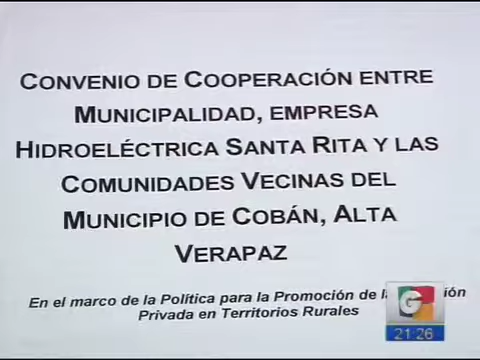 CONVENIO DE COOPERACIÓN ENTRE
MUNICIPALIDAD, EMPRESA
HIDROELÉCTRICA SANTA RITA Y LAS
COMUNIDADES VECINAS DEL
MUNICIPIO DE COBÁN, ALTA
VERAPAZ
En el marco de la Política para la Promoción de
Privada en Territorios Rurales
G
21:26